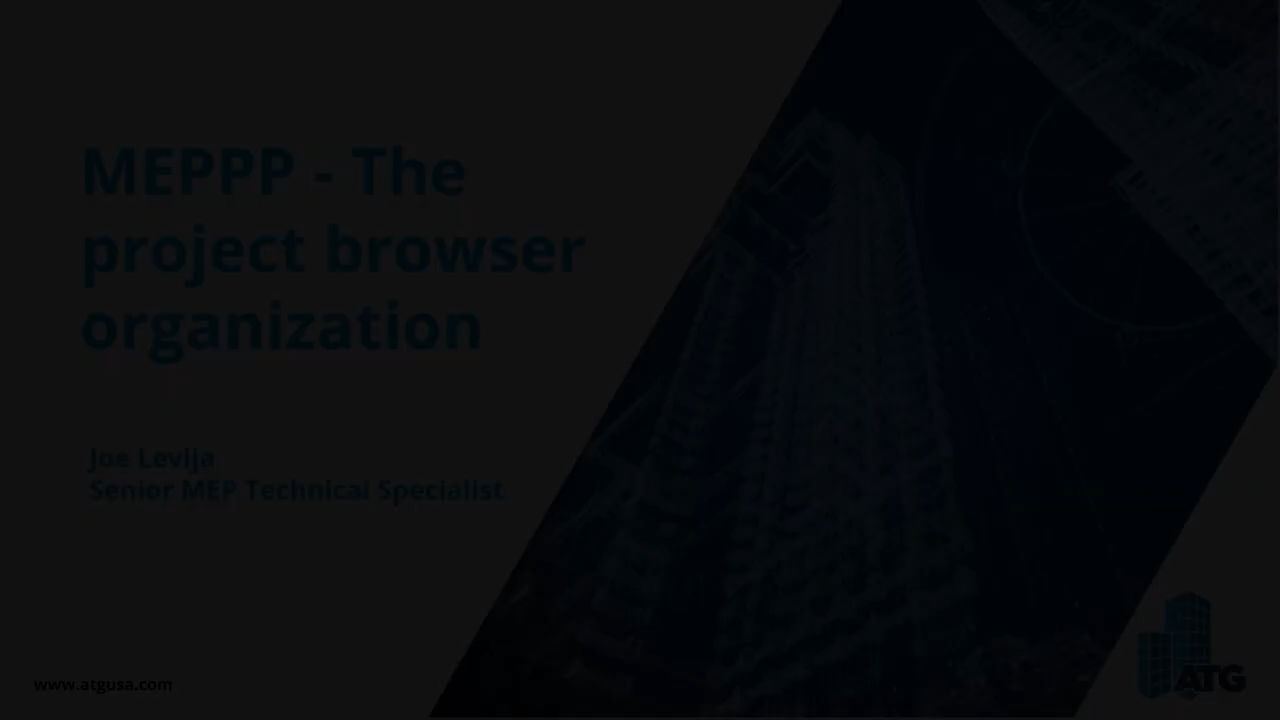 MEPPP - The
project browser
organization
Joe Levija
Senior MEP Technical Specialist
www.atgusa.com
ATG